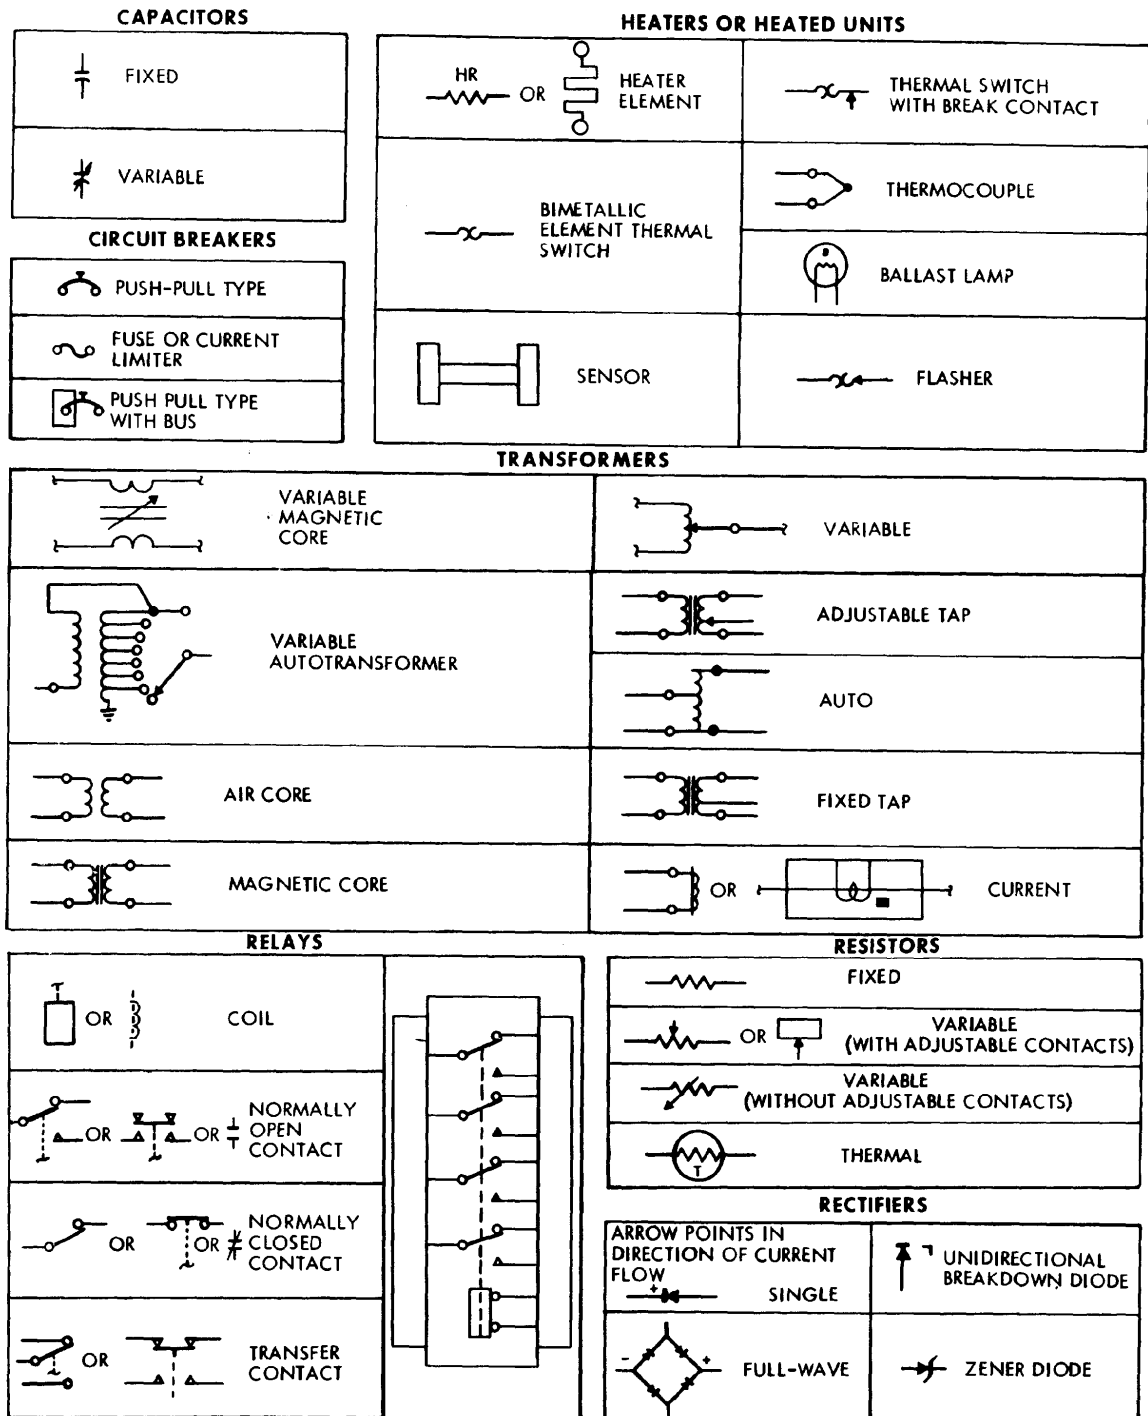 CAPACITORS
FIXED
VARIABLE
CIRCUIT BREAKERS
PUSH-PULL TYPE
FUSE OR CURRENT
LIMITER
PUSH PULL TYPE
WITH BUS
HEATERS OR HEATED UNITS
HR
OR
HEATER
ELEMENT
THERMAL SWITCH
WITH BREAK CONTACT
BIMETALLIC
ELEMENT THERMAL
SWITCH
THERMOCOUPLE
BALLAST LAMP
SENSOR
FLASHER
TRANSFORMERS
VARIABLE
MAGNETIC
CORE
VARIABLE
VARIABLE
AUTOTRANSFORMER
ADJUSTABLE TAP
AUTO
AIR CORE
FIXED TAP
MAGNETIC CORE
OR
CURRENT
RELAYS
OR
COIL
OR
OR
NORMALLY
OPEN
CONTACT
OR
OR
NORMALLY
CLOSED
CONTACT
OR
TRANSFER
CONTACT
RESISTORS
FIXED
OR
VARIABLE
(WITH ADJUSTABLE CONTACTS)
VARIABLE
(WITHOUT ADJUSTABLE CONTACTS)
T
THERMAL
RECTIFIERS
ARROW POINTS IN
DIRECTION OF CURRENT
FLOW
+
SINGLE
UNIDIRECTIONAL
BREAKDOWN DIODE
- +
FULL-WAVE
ZENER DIODE